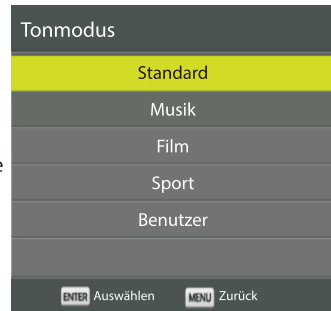 Tonmodus
Standard
Musik
Film
e
Sport
Benutzer
ENTER Auswählen MENU Zurück